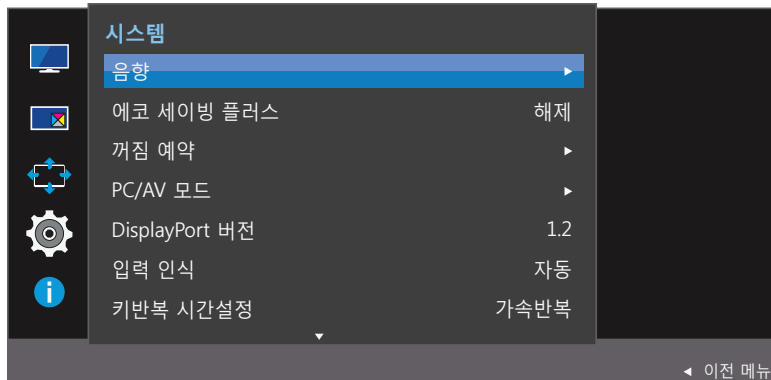 시스템
음향
에코 세이빙 플러스 해제
꺼짐 예약
PC/AV 모드
DisplayPort 버전 1.2
입력 인식 자동
키반복 시간설정 가속반복
이전 메뉴